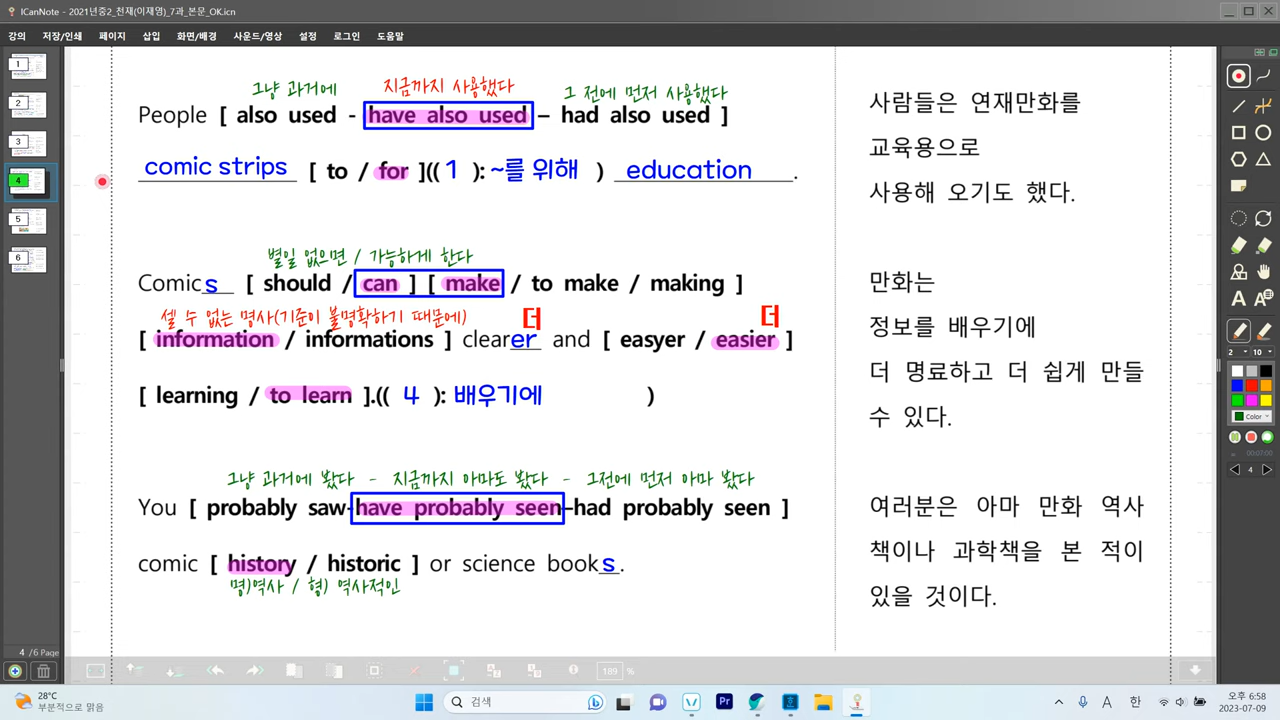 ICanNote - 2021년중2_천재(이재영)_7과_본문_OK.icn
강의 저장/인쇄 페이지 삽입 화면/배경 사운드/영상 설정 로그인 도움말
1
2
3
4
5
6
그냥 과거에 지금까지 사용했다 그 전에 먼저 사용했다
People [ also used - have also used – had also used ]
comic strips [ to / for ](( 1 ): ~를 위해 ) education.
별일 없으면 / 가능하게 한다
Comics [ should / can ] [ make / to make / making ]
셀 수 없는 명사(기준이 불명확하기 때문에) 더 더
[ information / informations ] clearer and [ easyer / easier ]
[ learning / to learn ].(( 4 ): 배우기에 )
그냥 과거에 봤다 - 지금까지 아마도 봤다 - 그전에 먼저 아마 봤다
You [ probably saw-have probably seen–had probably seen ]
comic [ history / historic ] or science books.
명)역사 / 형) 역사적인
사람들은 연재만화를
교육용으로
사용해 오기도 했다.
만화는
정보를 배우기에
더 명료하고 더 쉽게 만들
수 있다.
여러분은 아마 만화 역사
책이나 과학책을 본 적이
있을 것이다.
2 10
Color
00:07:00
4
4 / 6 Page
189 %
28°C
부분적으로 맑음
검색
A 한
오후 6:58
2023-07-09